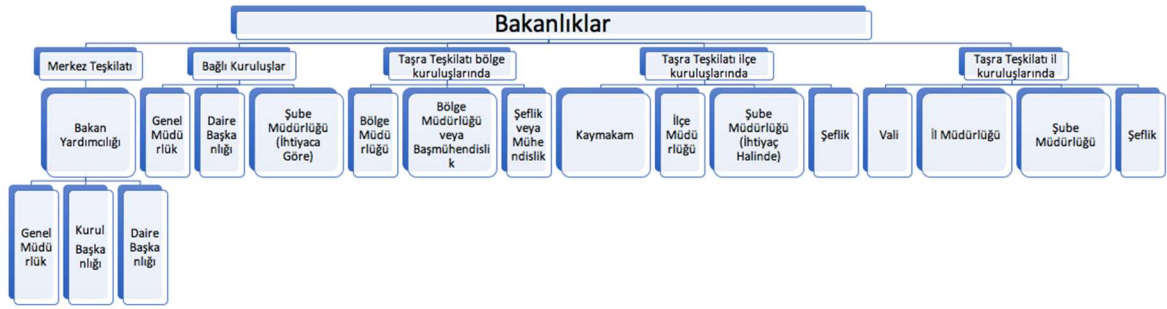 Bakanlıklar
Merkez Teşkilatı
Bağlı Kuruluşlar
Taşra Teşkilatı bölge
kuruluşlarında
Taşra Teşkilatı ilçe
kuruluşlarında
Taşra Teşkilatı il
kuruluşlarında
Bakan
Yardımcılığı
Genel
Müdü
rlük
Daire
Başka
nlığı
Şube
Müdürlüğü
(İhtiyaca
Göre)
Bölge
Müdü
rlüğü
Bölge
Müdürlüğü
veya
Başmühendisli
k
Şeflik
veya
Mühe
ndislik
Kaymakam
İlçe
Müdü
rlüğü
Şube
Müdürlüğü
(İhtiyaç
Halinde)
Şeflik
Vali
İl Müdürlüğü
Şube
Müdürlüğü
Şeflik
Genel
Müdü
rlük
Kurul
Başka
nlığı
Daire
Başka
nlığı